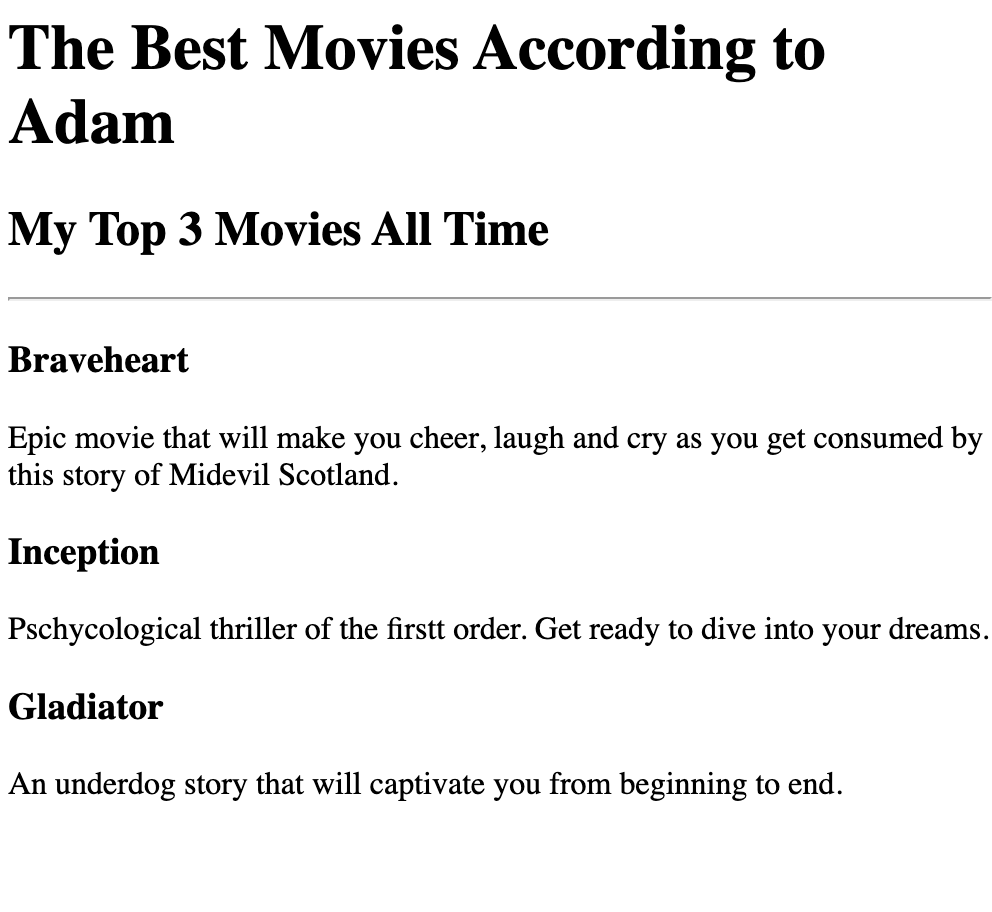 The Best Movies According to
Adam
My Top 3 Movies All Time
Braveheart
Epic movie that will make you cheer, laugh and cry as you get consumed by
this story of Midevil Scotland.
Inception
Pschycological thriller of the firstt order. Get ready to dive into your dreams.
Gladiator
An underdog story that will captivate you from beginning to end.